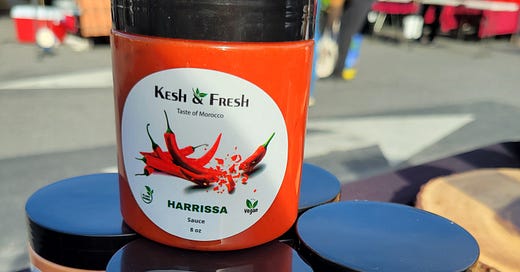 Kesh & Fresh
Taste of Morocco
HARRISSA
Sauce
8 oz
vegan